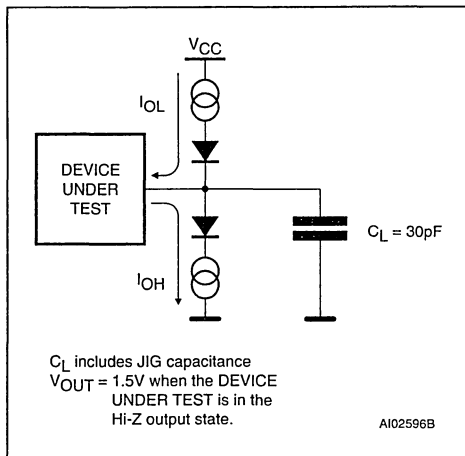 VCC
IOL
DEVICE
UNDER
TEST
CL = 30pF
IOH
CL includes JIG capacitance
VOUT = 1.5V when the DEVICE
UNDER TEST is in the
Hi-Z output state.
AI02596B